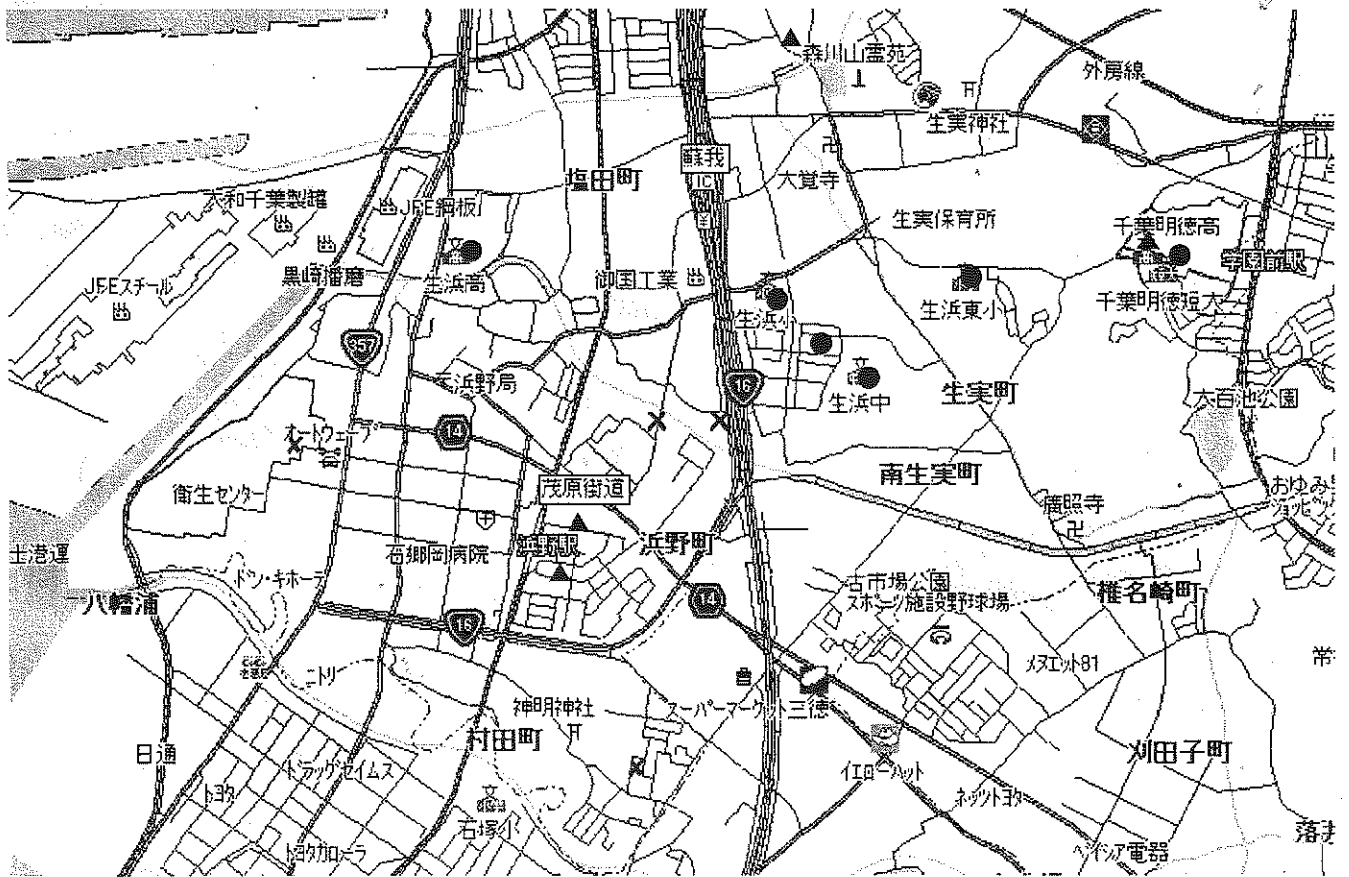 森川山霊苑
外房線
生実神社
蘇我
IC
大覚寺
塩田町
大和千葉製罐
JFE鋼板
生実保育所
千葉明徳高
学園前駅
黒崎播磨
生浜高
御国工業
JFEスチール
文
文
生浜小
生浜東小
千葉明徳短大
357
浜野局
16
文
生浜中
生実町
大百池公園
オートウェーブ
14
南生実町
衛生センター
茂原街道
廣照寺
おゆみ
石郷岡病院
浜野駅
浜野町
ドン・キホーテ
古市場公園
スポーツ施設野球場
椎名崎町
八幡浦
16
14
IC
メヌエット81
ニトリ
神明神社
スーパーマーケット三徳
村田町
日通
刈田子町
ドラッグセイムス
イエローハット
トヨタ
ネッツトヨタ
文
石塚小
トヨタカローラ
ベイシア電器